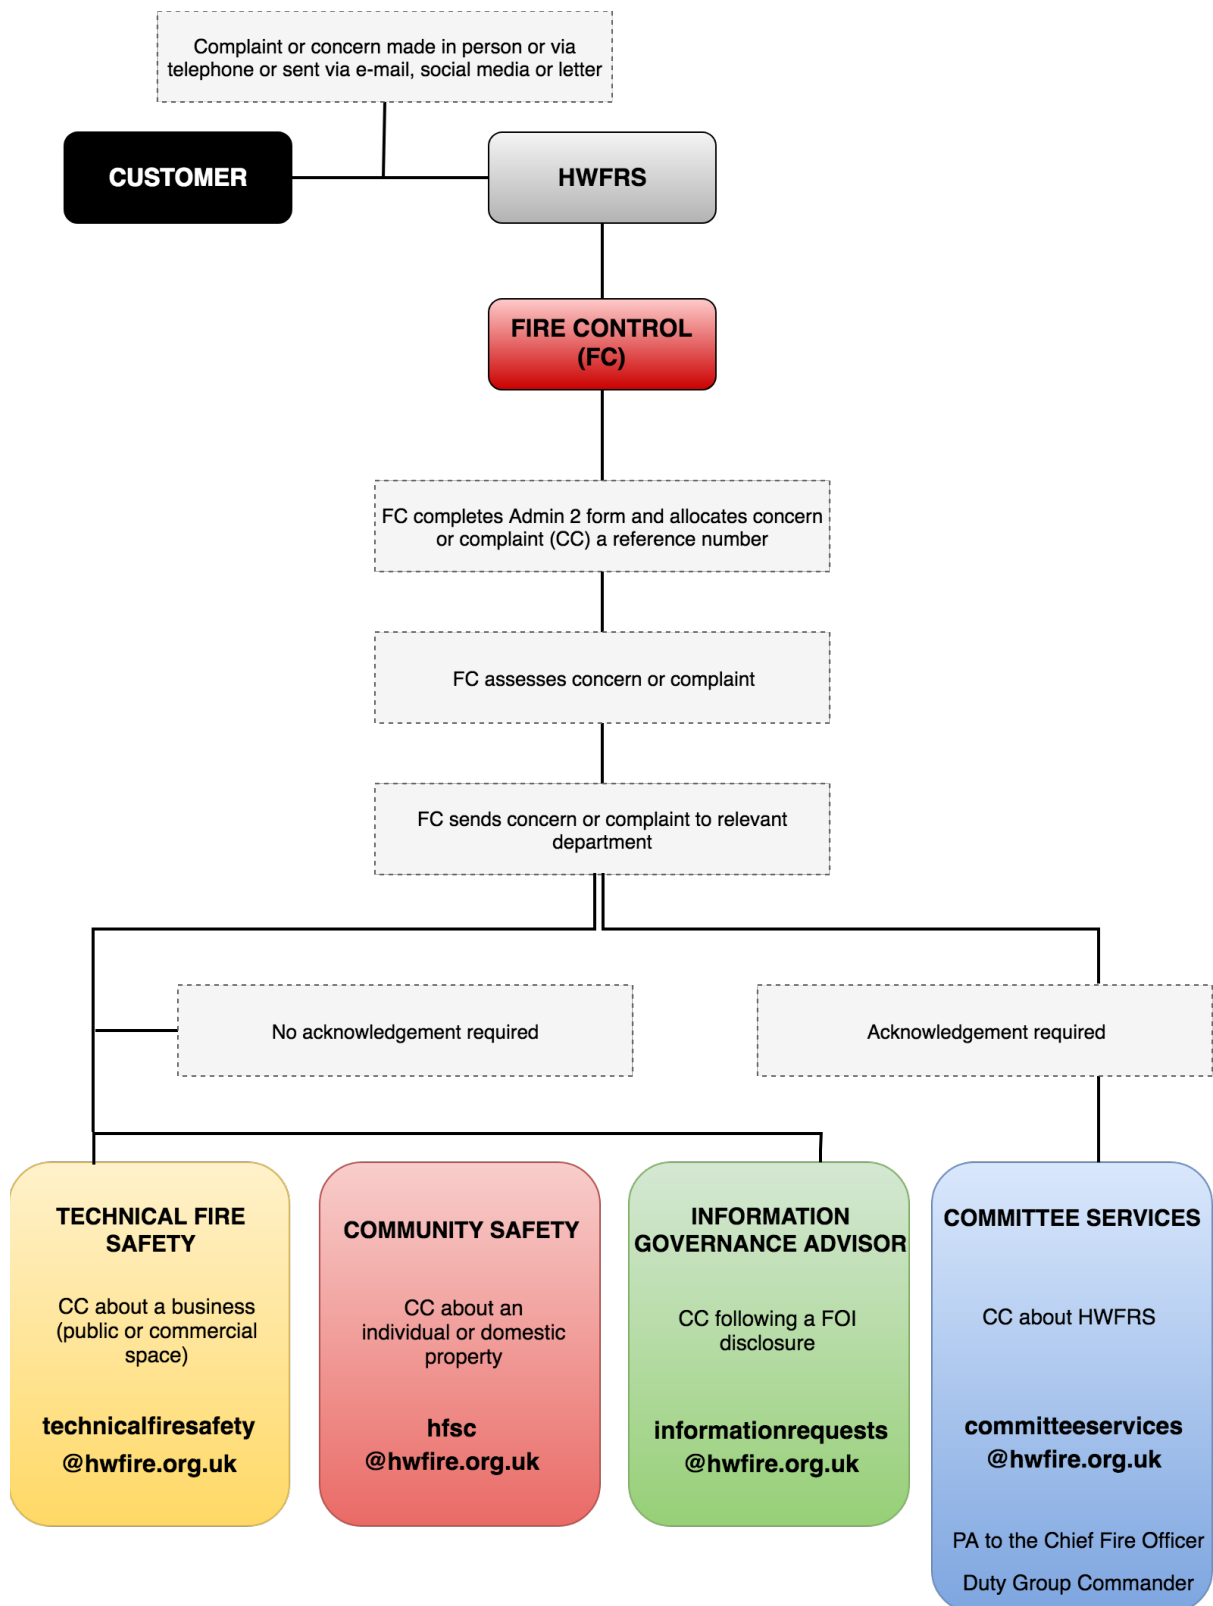 Complaint or concern made in person or via
telephone or sent via e-mail, social media or letter
CUSTOMER
HWFRS
FIRE CONTROL
(FC)
FC completes Admin 2 form and allocates concern
or complaint (CC) a reference number
FC assesses concern or complaint
FC sends concern or complaint to relevant
department
No acknowledgement required
Acknowledgement required
TECHNICAL FIRE
SAFETY
CC about a business
(public or commercial
space)
technicalfiresafety
@hwfire.org.uk
COMMUNITY SAFETY
CC about an
individual or domestic
property
hfsc
@hwfire.org.uk
INFORMATION
GOVERNANCE ADVISOR
CC following a FOI
disclosure
informationrequests
@hwfire.org.uk
COMMITTEE SERVICES
CC about HWFRS
committeeservices
@hwfire.org.uk
PA to the Chief Fire Officer
Duty Group Commander